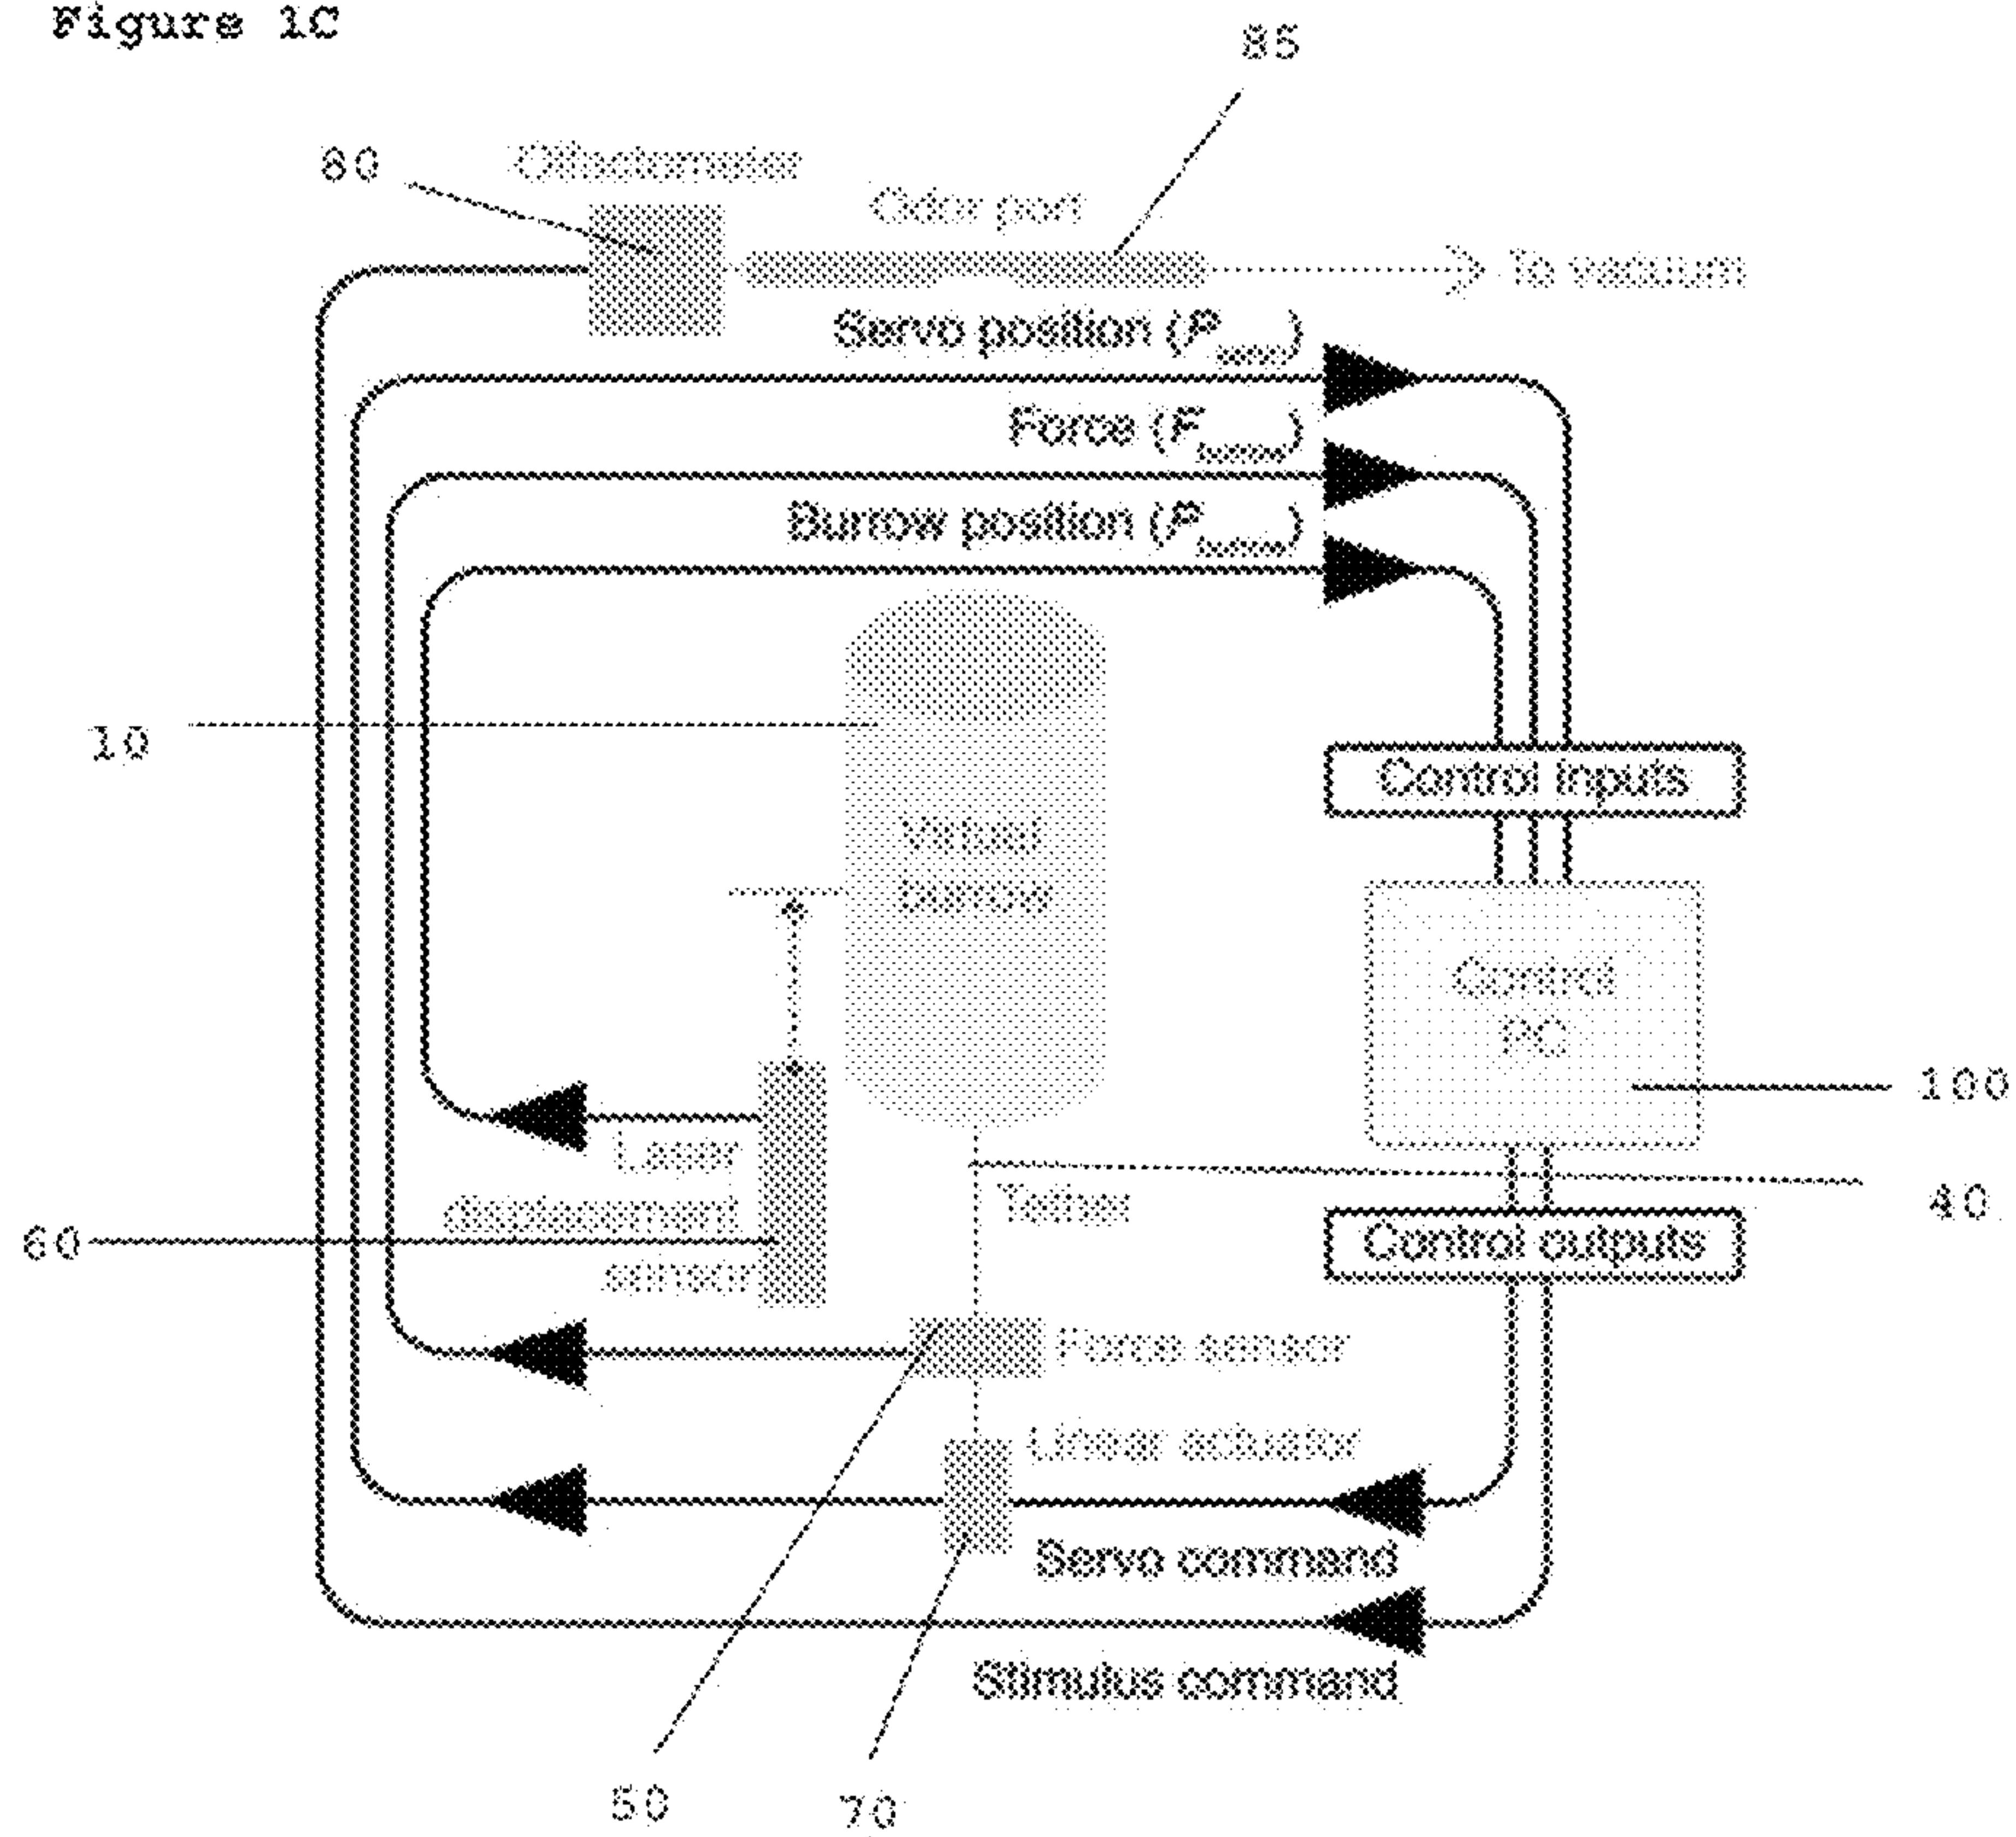 Figure 1C
85
80
Olfactometer
Odor port
To vacuum
Servo position (P
Force (F
Burrow position (P
10
Virtual
burrow
Control inputs
Control
PC
100
Laser
displacement
sensor
Tether
40
60
Control outputs
Force sensor
Linear actuator
Servo command
Stimulus command
50
70